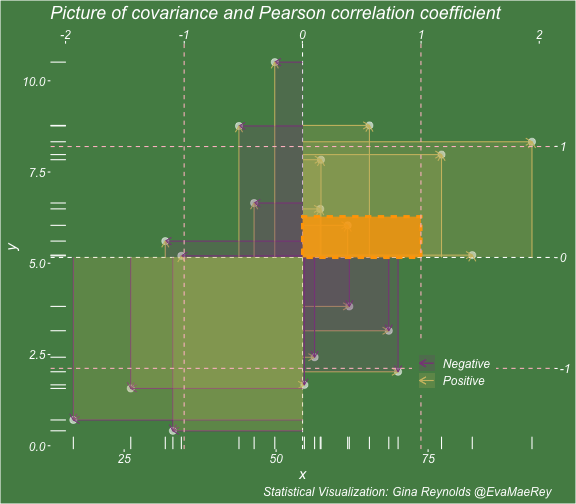 Picture of covariance and Pearson correlation coefficient
-2 -1 0 1 2
10.0
7.5
5.0
2.5
0.0
y
1
0
-1
Negative
Positive
25 50 75
x
Statistical Visualization: Gina Reynolds @EvaMaeRey